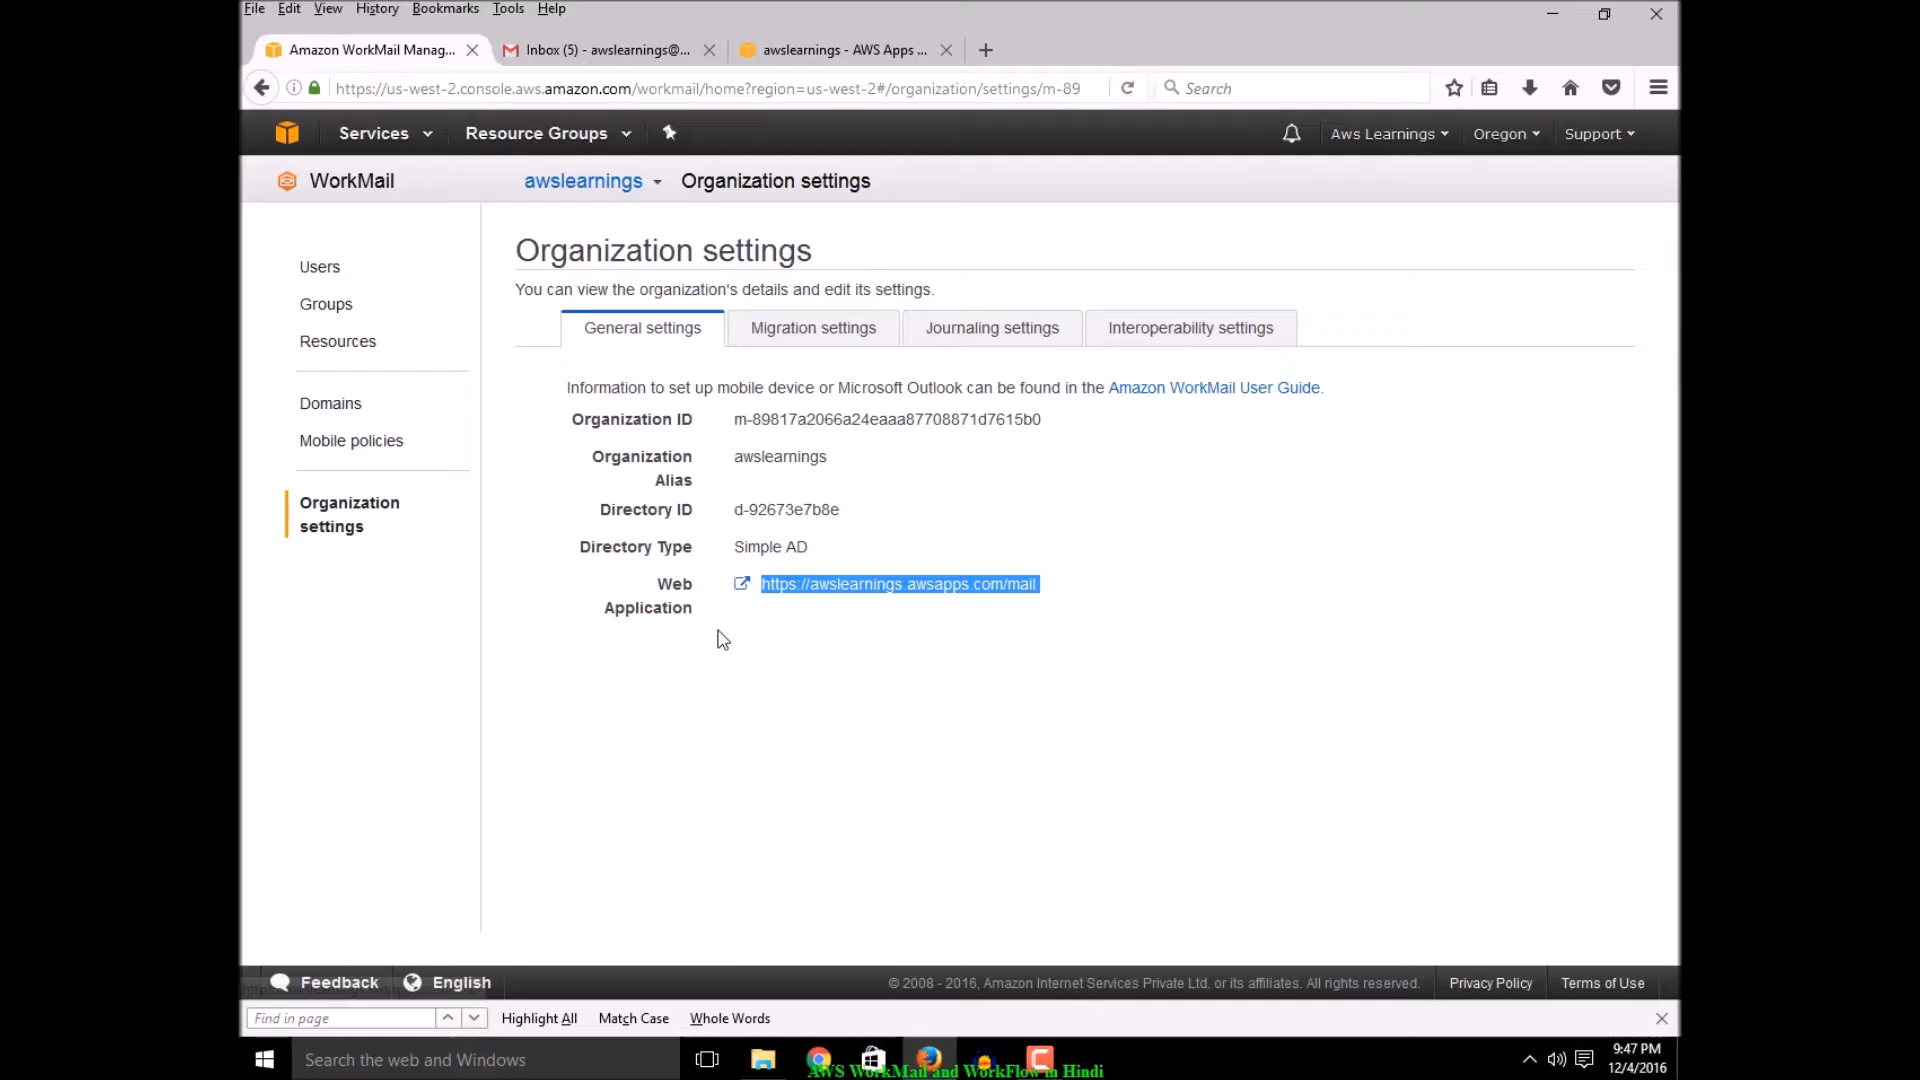 File Edit View History Bookmarks Tools Help
Amazon WorkMail Manag... Inbox (5) - awslearnings@... awslearnings - AWS Apps ...
https://us-west-2.console.aws.amazon.com/workmail/home?region=us-west-2#/organization/settings/m-89 Search
Services Resource Groups Aws Learnings Oregon Support
WorkMail awslearnings Organization settings
Users
Groups
Resources
Domains
Mobile policies
Organization
settings
Organization settings
You can view the organization's details and edit its settings.
General settings Migration settings Journaling settings Interoperability settings
Information to set up mobile device or Microsoft Outlook can be found in the Amazon WorkMail User Guide.
Organization ID m-89817a2066a24eaaa87708871d7615b0
Organization awslearnings
Alias
Directory ID d-92673e7b8e
Directory Type Simple AD
Web https://awslearnings.awsapps.com/mail
Application
Feedback English © 2008 - 2016, Amazon Internet Services Private Ltd. or its affiliates. All rights reserved. Privacy Policy Terms of Use
Find in page Highlight All Match Case Whole Words
Search the web and Windows 9:47 PM
12/4/2016
AWS WorkMail and WorkFlow in Hindi